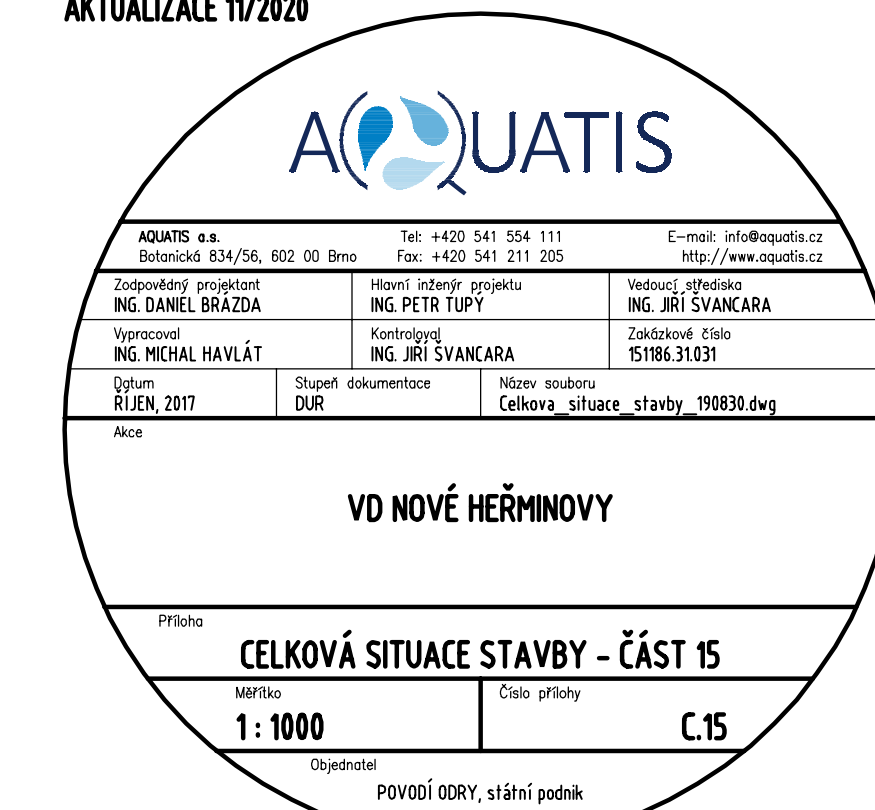 AKTUALIZACE 11/2020
AQUATIS
AQUATIS a.s. Tel: +420 541 554 111 E-mail: info@aquatis.cz
Botanická 834/56, 602 00 Brno Fax: +420 541 211 205 http://www.aquatis.cz
Zodpovědný projektant Hlavní inženýr projektu Vedoucí střediska
ING. DANIEL BRÁZDA ING. PETR TUPÝ ING. JIŘÍ ŠVANCARA
Vypracoval Kontroloval Zakázkové číslo
ING. MICHAL HAVLÁT ING. JIŘÍ ŠVANCARA 151186.31.031
Datum Stupeň dokumentace Název souboru
ŘÍJEN, 2017 DUR Celkova_situace_stavby_190830.dwg
Akce
VD NOVÉ HEŘMINOVY
Příloha
CELKOVÁ SITUACE STAVBY - ČÁST 15
Měřítko Číslo přílohy
1 : 1000 C.15
Objednatel
POVODÍ ODRY, státní podnik